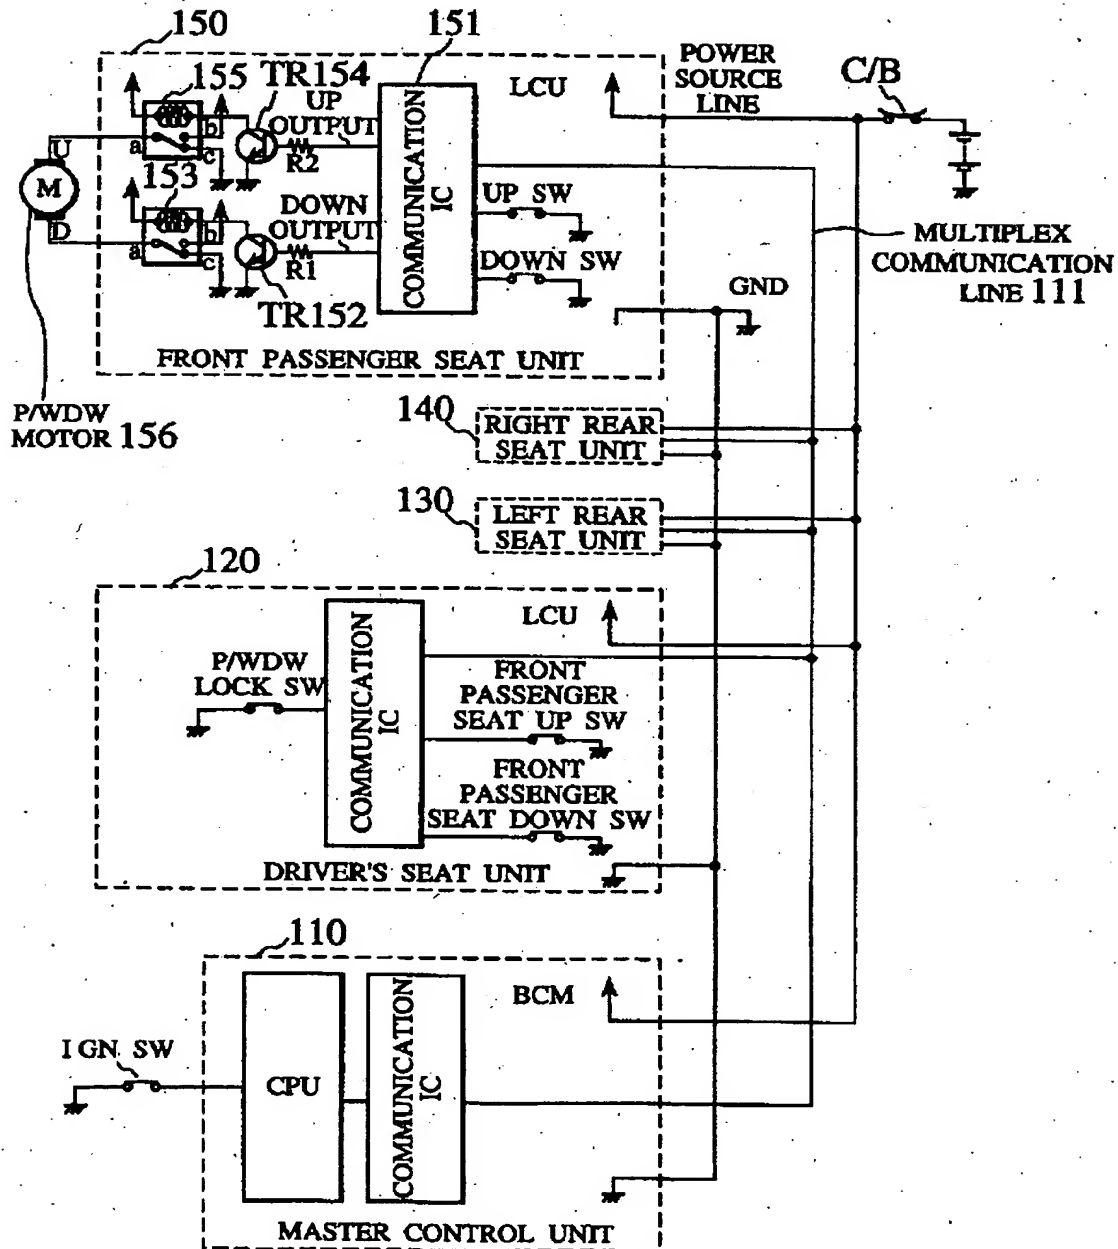 150
151
155
TR154
UP
OUTPUT
R2
LCU
POWER
SOURCE
LINE
C/B
a
b
c
U
M
D
153
DOWN
OUTPUT
R1
a
b
c
TR152
COMMUNICATION
IC
UP SW
DOWN SW
GND
MULTIPLEX
COMMUNICATION
LINE 111
FRONT PASSENGER SEAT UNIT
P/WDW
MOTOR 156
140
RIGHT REAR
SEAT UNIT
130
LEFT REAR
SEAT UNIT
120
LCU
P/WDW
LOCK SW
COMMUNICATION
IC
FRONT
PASSENGER
SEAT UP SW
FRONT
PASSENGER
SEAT DOWN SW
DRIVER'S SEAT UNIT
110
BCM
IGN SW
CPU
COMMUNICATION
IC
MASTER CONTROL UNIT